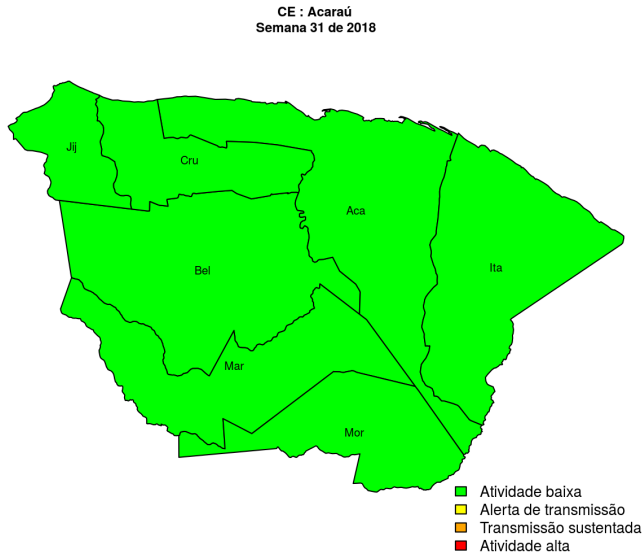 CE : Acaraú
Semana 31 de 2018
Jij
Cru
Aca
Bel
Ita
Mar
Mor
Atividade baixa
Alerta de transmissão
Transmissão sustentada
Atividade alta